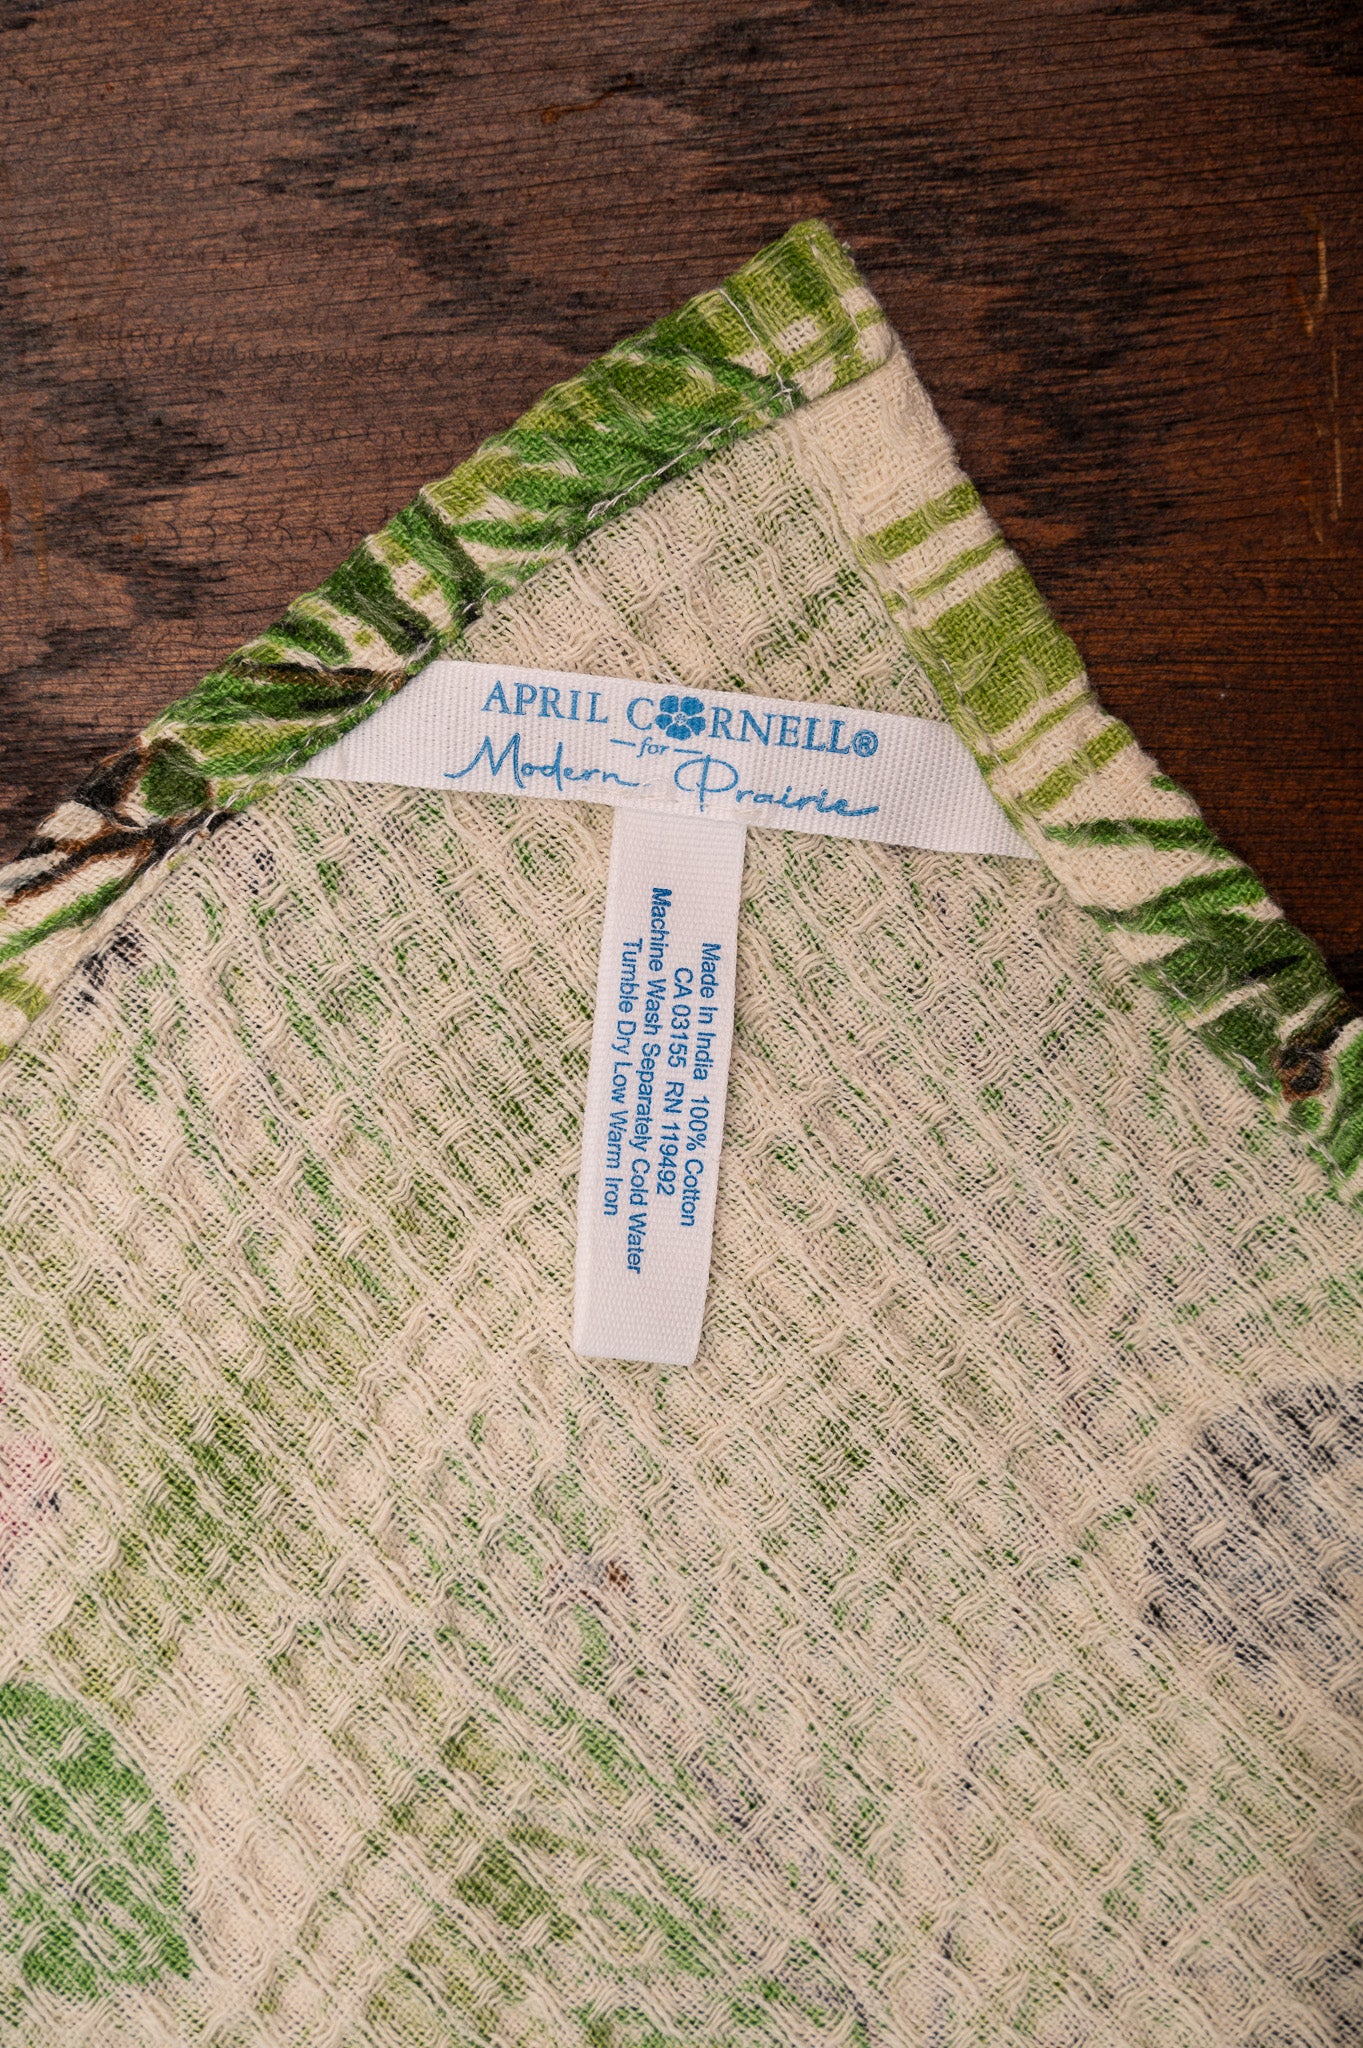 APRIL CORNELL®
—for—
Modern Prairie
Made In India 100% Cotton
CA 03155 RN 119492
Machine Wash Separately Cold Water
Tumble Dry Low Warm Iron